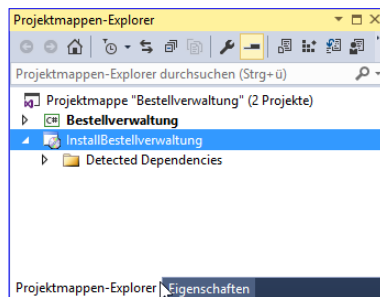 Projektmappen-Explorer
Projektmappen-Explorer durchsuchen (Strg+ü)
Projektmappe "Bestellverwaltung" (2 Projekte)
C# Bestellverwaltung
InstallBestellverwaltung
Detected Dependencies
Projektmappen-Explorer Eigenschaften